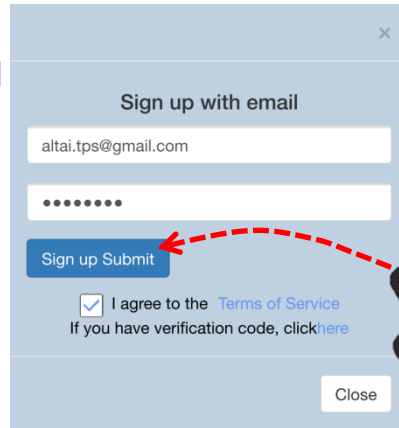 ×
Sign up with email
altai.tps@gmail.com
●●●●●●●●
Sign up Submit
I agree to the Terms of Service
If you have verification code, clickhere
Close